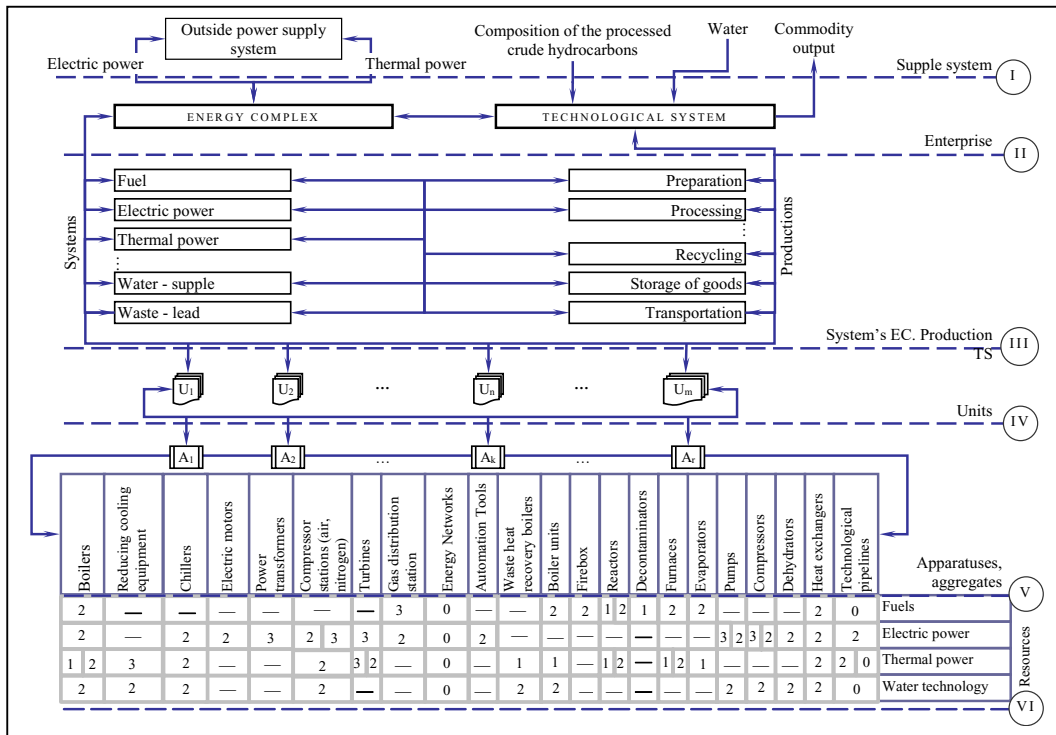 Outside power supply
system
Electric power
Thermal power
Composition of the processed
crude hydrocarbons
Water
Commodity
output
Supple system
I
ENERGY COMPLEX
TECHNOLOGICAL SYSTEM
Enterprise
II
Systems
Fuel
Electric power
Thermal power
⋮
Water - supple
Waste - lead
Preparation
Processing
⋮
Recycling
Storage of goods
Transportation
Productions
System's EC. Production
TS
III
U1 U2 ... Un ... Um
Units
IV
A1 A2 ... Ak ... Ar
Boilers
Reducing cooling
equipment
Chillers
Electric motors
Power
transformers
Compressor
stations (air,
nitrogen)
Turbines
Gas distribution
station
Energy Networks
Automation Tools
Waste heat
recovery boilers
Boiler units
Firebox
Reactors
Decontaminators
Furnaces
Evaporators
Pumps
Compressors
Dehydrators
Heat exchangers
Technological
pipelines
Apparatuses,
aggregates
V
2 — — — — — — 3 0 — — 2 2 1 2 1 2 2 — — — 2 0 Fuels
2 — 2 2 3 2 3 3 2 0 2 — — — — — — — 3 2 3 2 2 2 2 Electric power
1 2 3 2 — — 2 3 2 — 0 — 1 1 — 1 2 — 1 2 1 — — — 2 2 0 Thermal power
2 2 2 — — 2 — — 0 — 2 2 — — — — — 2 2 2 2 0 Water technology
Resources
VI